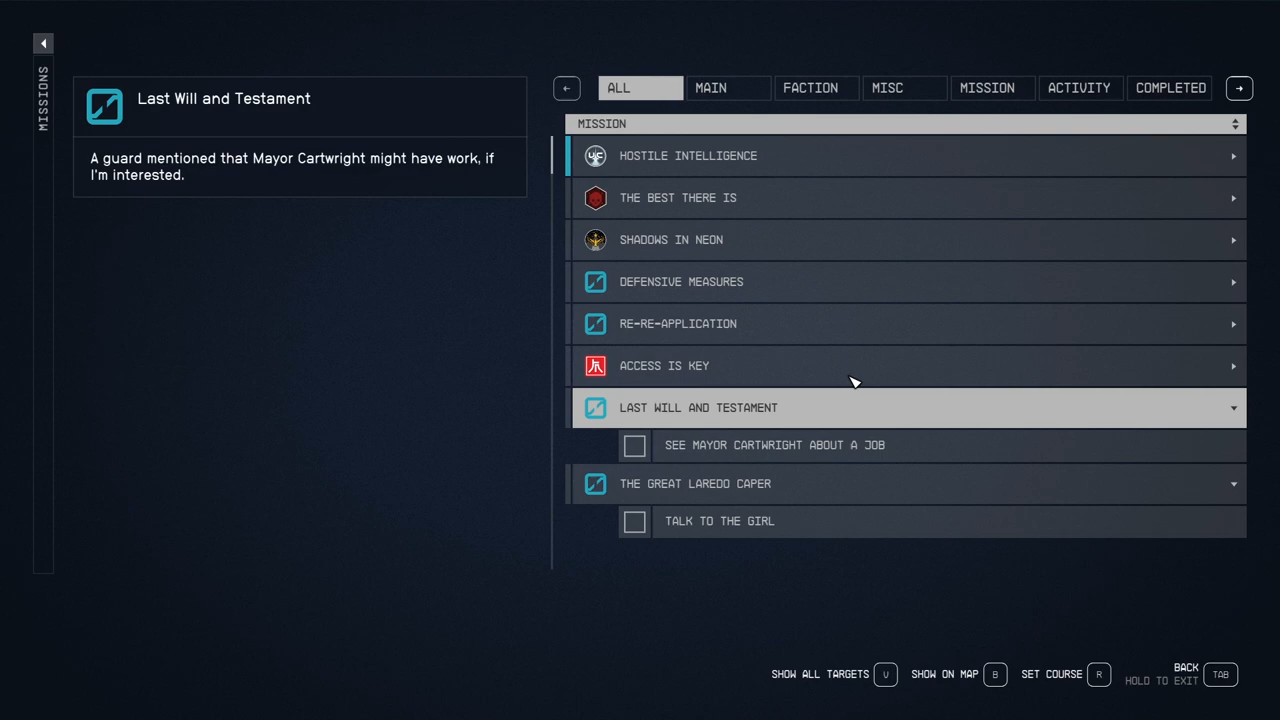 MISSIONS
Last Will and Testament
A guard mentioned that Mayor Cartwright might have work, if
I'm interested.
ALL
MAIN
FACTION
MISC
MISSION
ACTIVITY
COMPLETED
MISSION
UC
HOSTILE INTELLIGENCE
THE BEST THERE IS
SHADOWS IN NEON
DEFENSIVE MEASURES
RE-RE-APPLICATION
ACCESS IS KEY
LAST WILL AND TESTAMENT
SEE MAYOR CARTWRIGHT ABOUT A JOB
THE GREAT LAREDO CAPER
TALK TO THE GIRL
SHOW ALL TARGETS V
SHOW ON MAP B
SET COURSE R
BACK TAB
HOLD TO EXIT